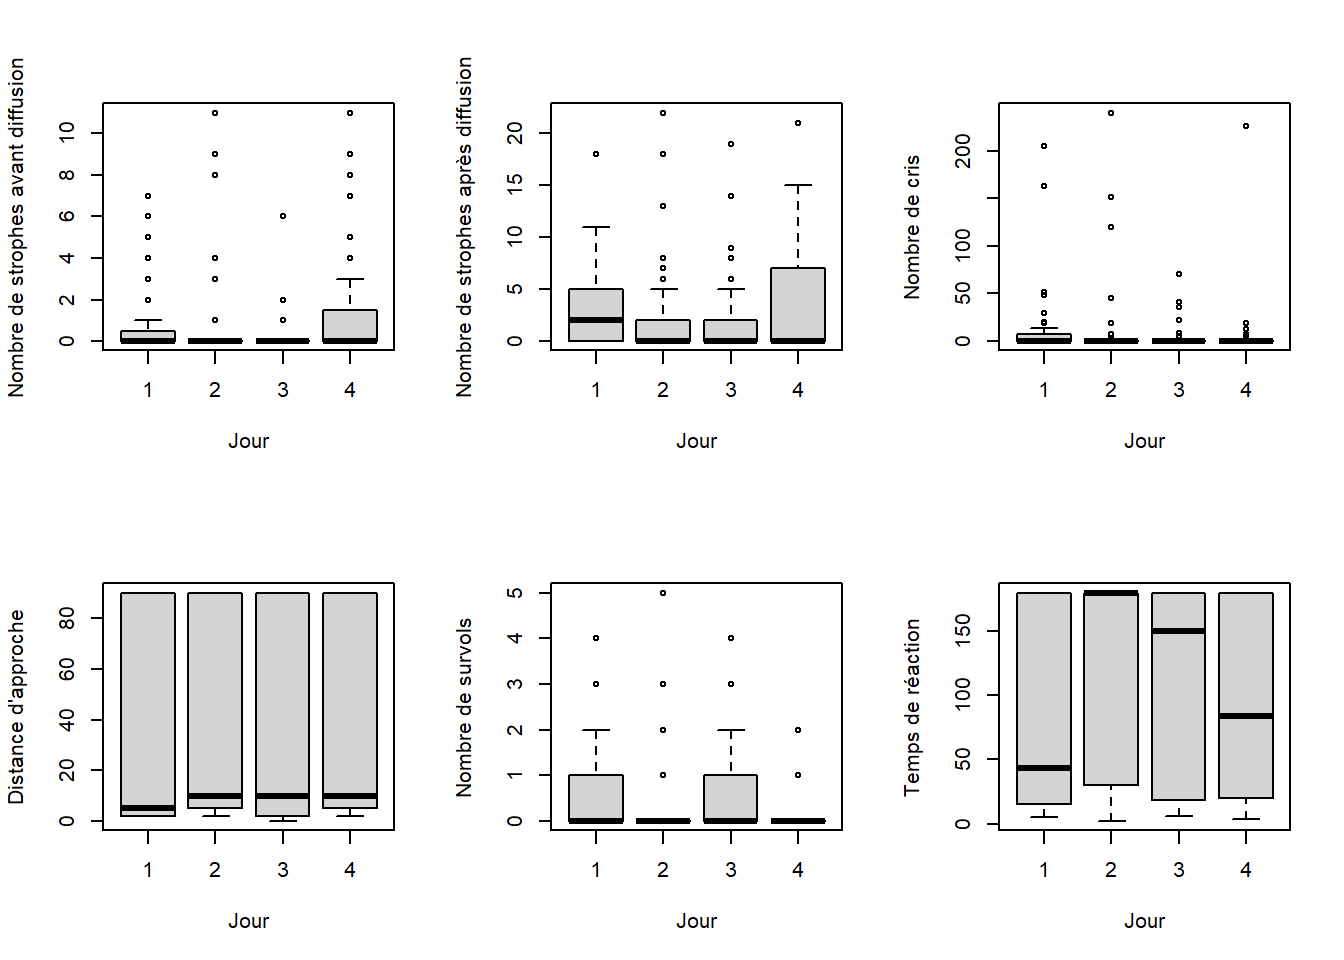 Nombre de strophes avant diffusion
10
8
6
4
2
0
1 2 3 4
Jour
Nombre de strophes après diffusion
20
15
10
5
0
1 2 3 4
Jour
Nombre de cris
200
100
50
0
1 2 3 4
Jour
Distance d'approche
80
60
40
20
0
1 2 3 4
Jour
Nombre de survols
5
4
3
2
1
0
1 2 3 4
Jour
Temps de réaction
150
100
50
0
1 2 3 4
Jour